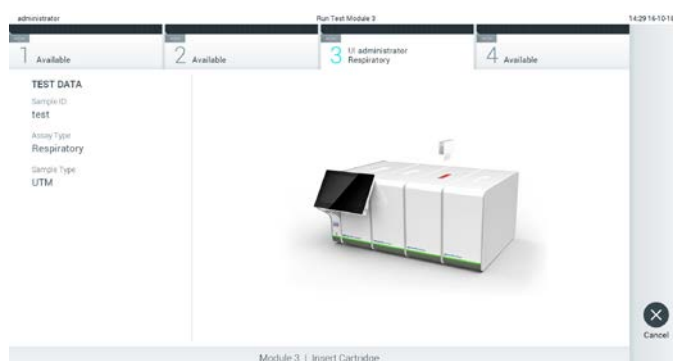 administrator
Run Test Module 3
14:29 16-10-18
1 Available
2 Available
3 UI administrator
Respiratory
4 Available
TEST DATA
Sample ID
test
Assay Type
Respiratory
Sample Type
UTM
Cancel
Module 3 | Insert Cartridge